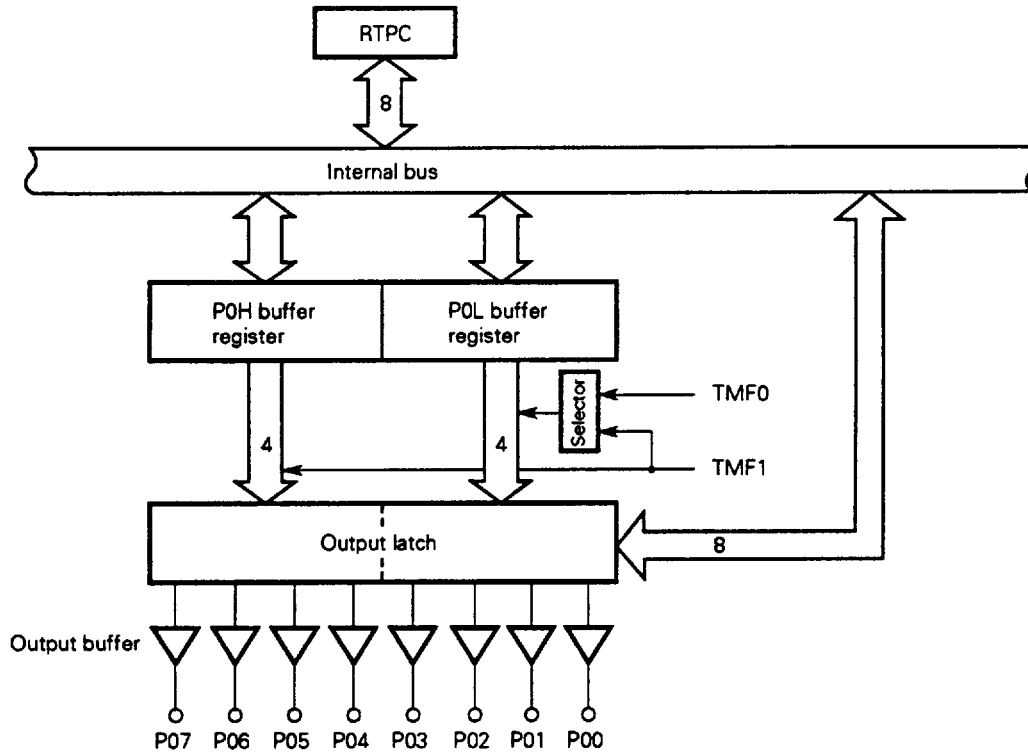 RTPC
8
Internal bus
P0H buffer
register
P0L buffer
register
Selector
TMF0
4
4
TMF1
Output latch
8
Output buffer
P07 P06 P05 P04 P03 P02 P01 P00